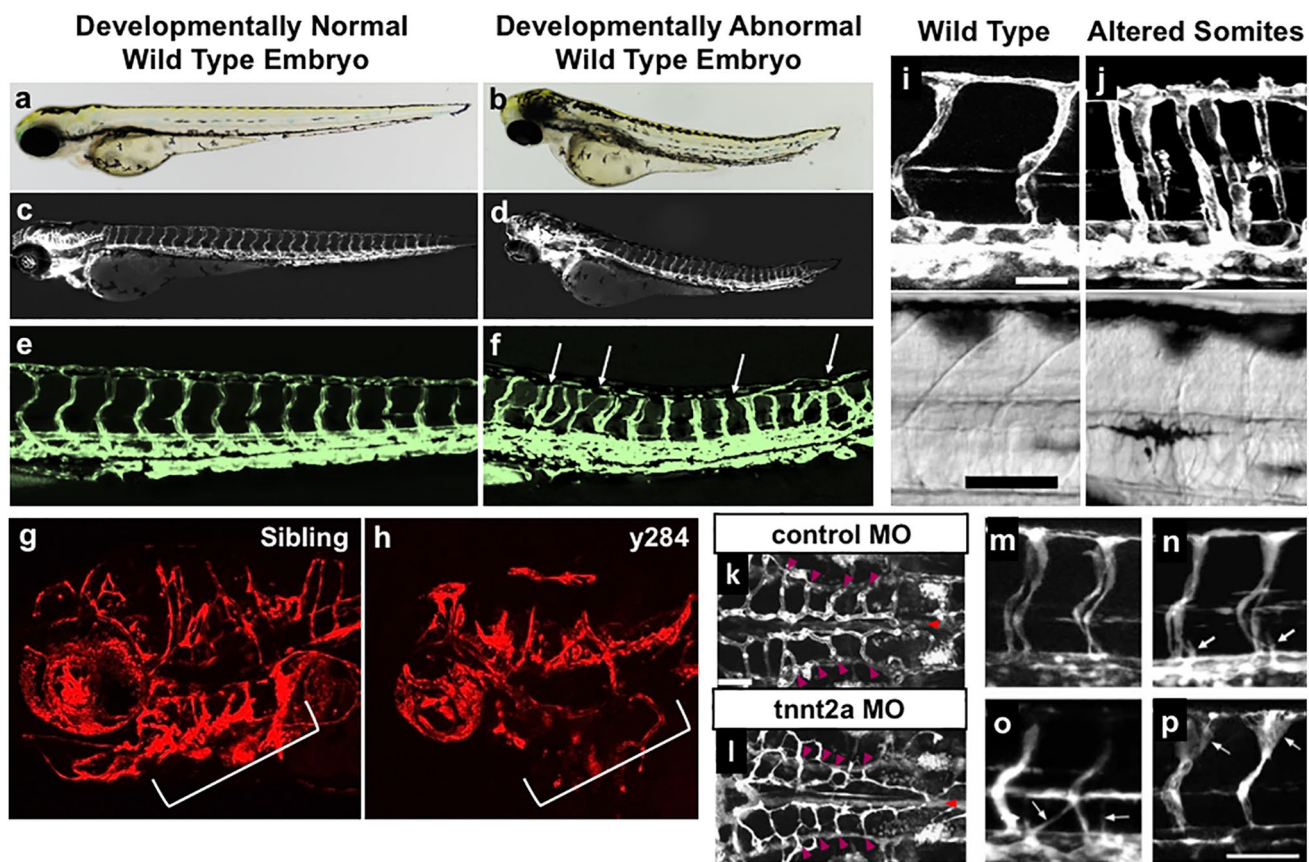 Developmentally Normal
Wild Type Embryo
Developmentally Abnormal
Wild Type Embryo
Wild Type
Altered Somites
a
b
c
d
e
f
i
j
g
Sibling
h
y284
control MO
k
tnnt2a MO
l
m
n
o
p